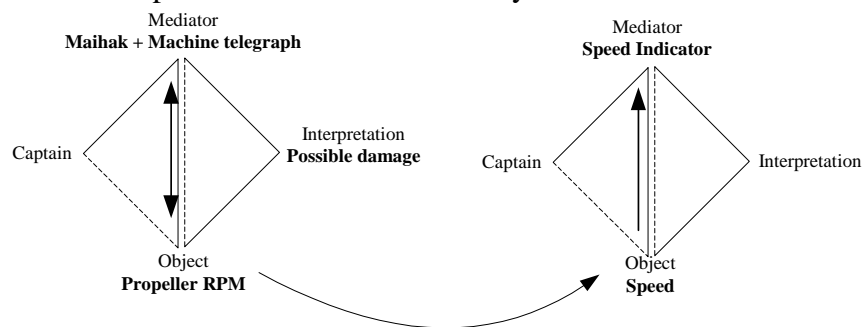 Mediator
Maihak + Machine telegraph
Captain
Interpretation
Possible damage
Object
Propeller RPM
Mediator
Speed Indicator
Captain
Interpretation
Object
Speed